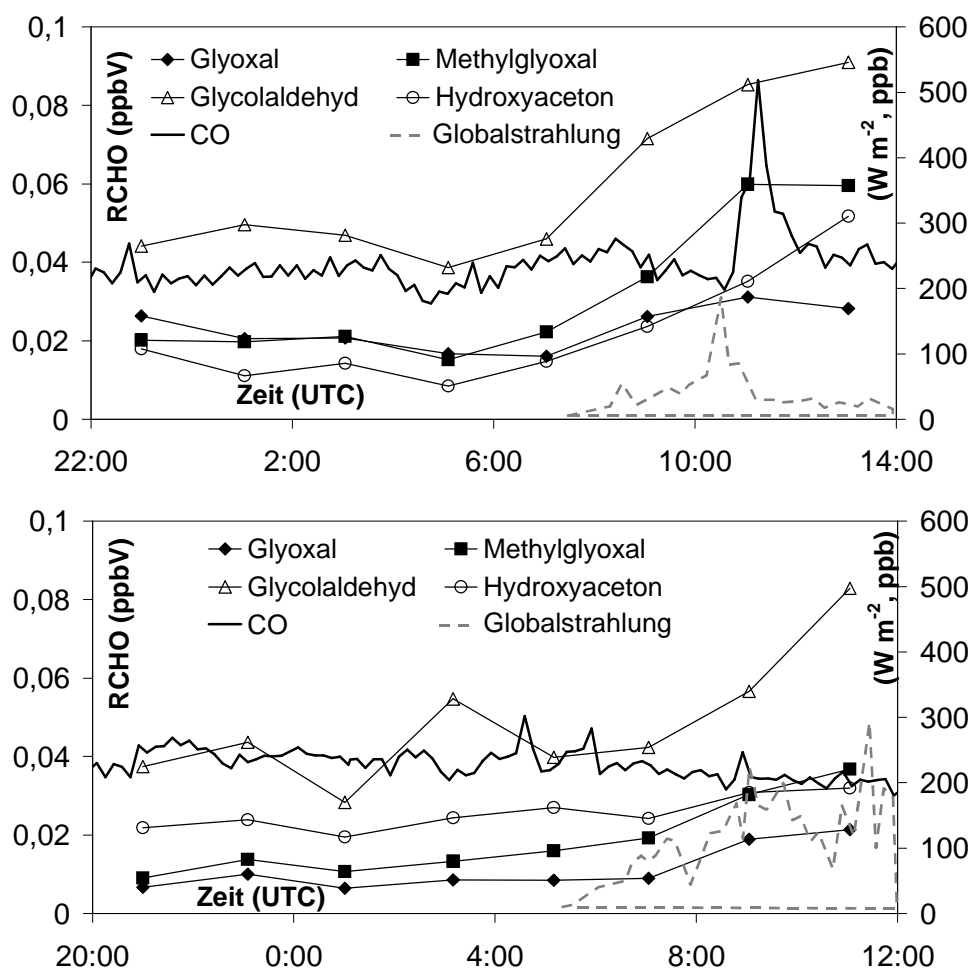 0,1
0,08
0,06
0,04
0,02
0
RCHO (ppbV)
Glyoxal
Methylglyoxal
Glycolaldehyd
Hydroxyaceton
CO
Globalstrahlung
Zeit (UTC)
600
500
400
300
200
100
0
(W m-2, ppb)
22:00
2:00
6:00
10:00
14:00
0,1
0,08
0,06
0,04
0,02
0
RCHO (ppbV)
Glyoxal
Methylglyoxal
Glycolaldehyd
Hydroxyaceton
CO
Globalstrahlung
Zeit (UTC)
600
500
400
300
200
100
0
(W m-2, ppb)
20:00
0:00
4:00
8:00
12:00